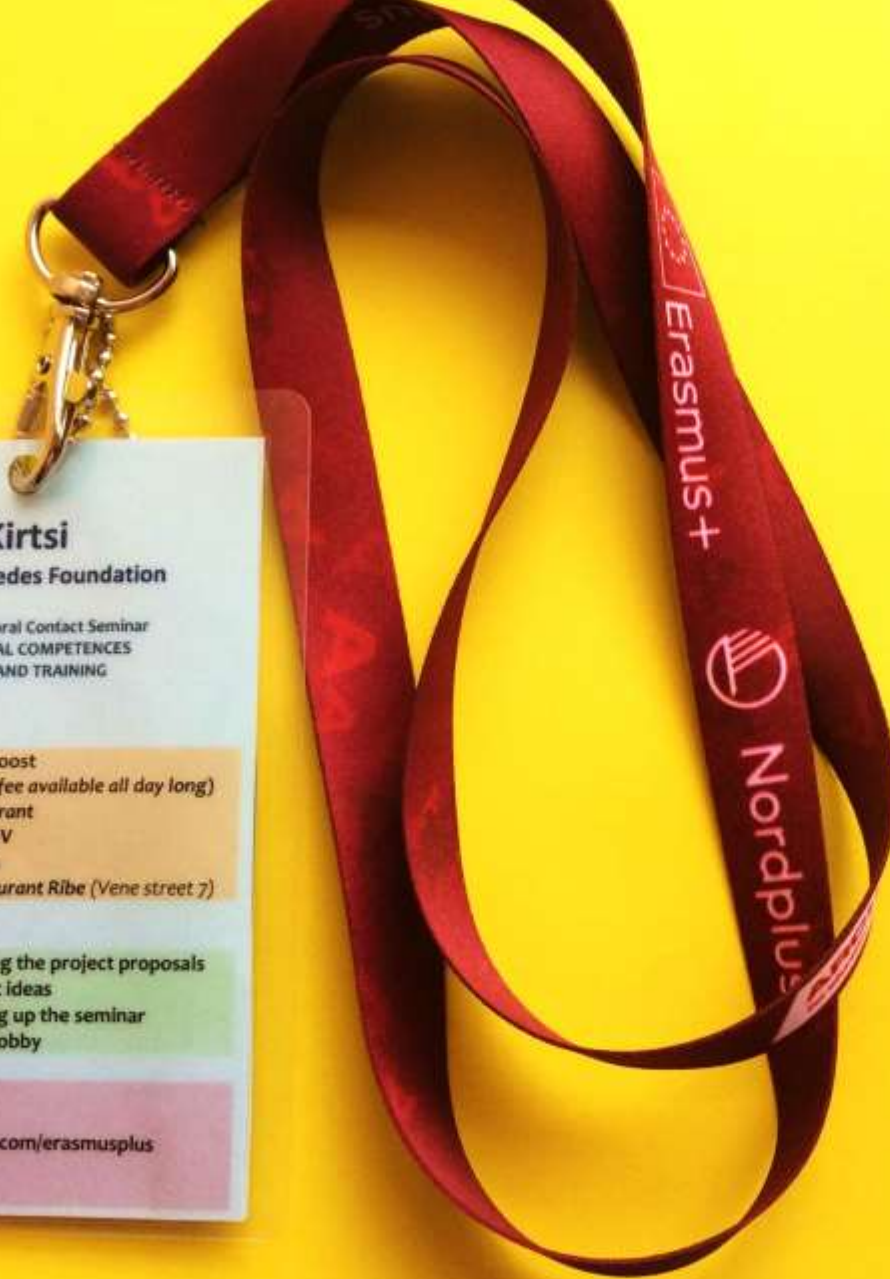 Kirtsi
edes Foundation
ral Contact Seminar
AL COMPETENCES
AND TRAINING
oost
fee available all day long)
rant
V
urant Ribe (Vene street 7)
g the project proposals
t ideas
g up the seminar
obby
com/erasmusplus
Erasmus+
Nordplus